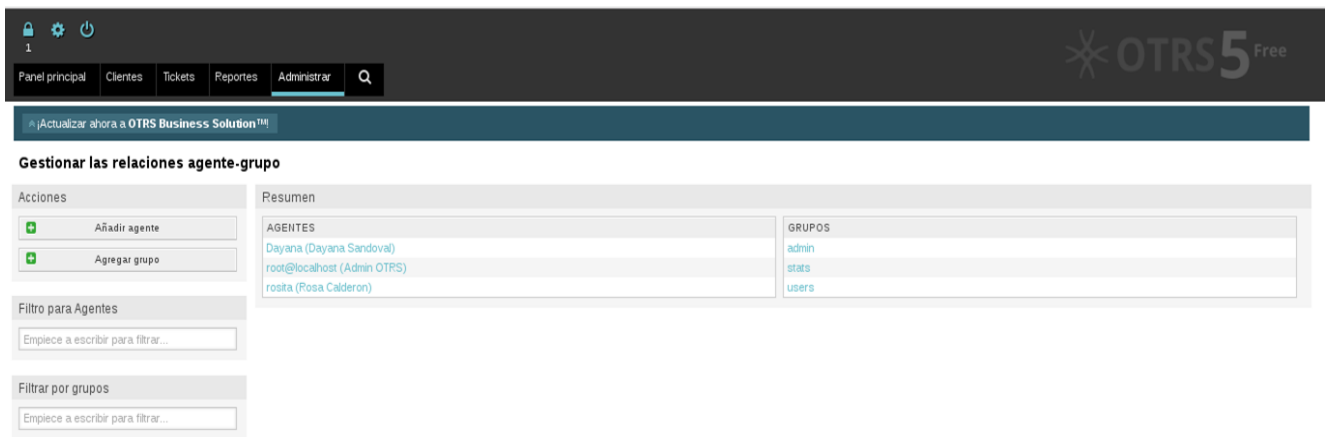 1
OTRS 5 Free
Panel principal Clientes Tickets Reportes Administrar
¡Actualizar ahora a OTRS Business Solution™!
Gestionar las relaciones agente-grupo
Acciones
Añadir agente
Agregar grupo
Filtro para Agentes
Empiece a escribir para filtrar...
Filtrar por grupos
Empiece a escribir para filtrar...
Resumen
AGENTES GRUPOS
Dayana (Dayana Sandoval) admin
root@localhost (Admin OTRS) stats
rosita (Rosa Calderon) users